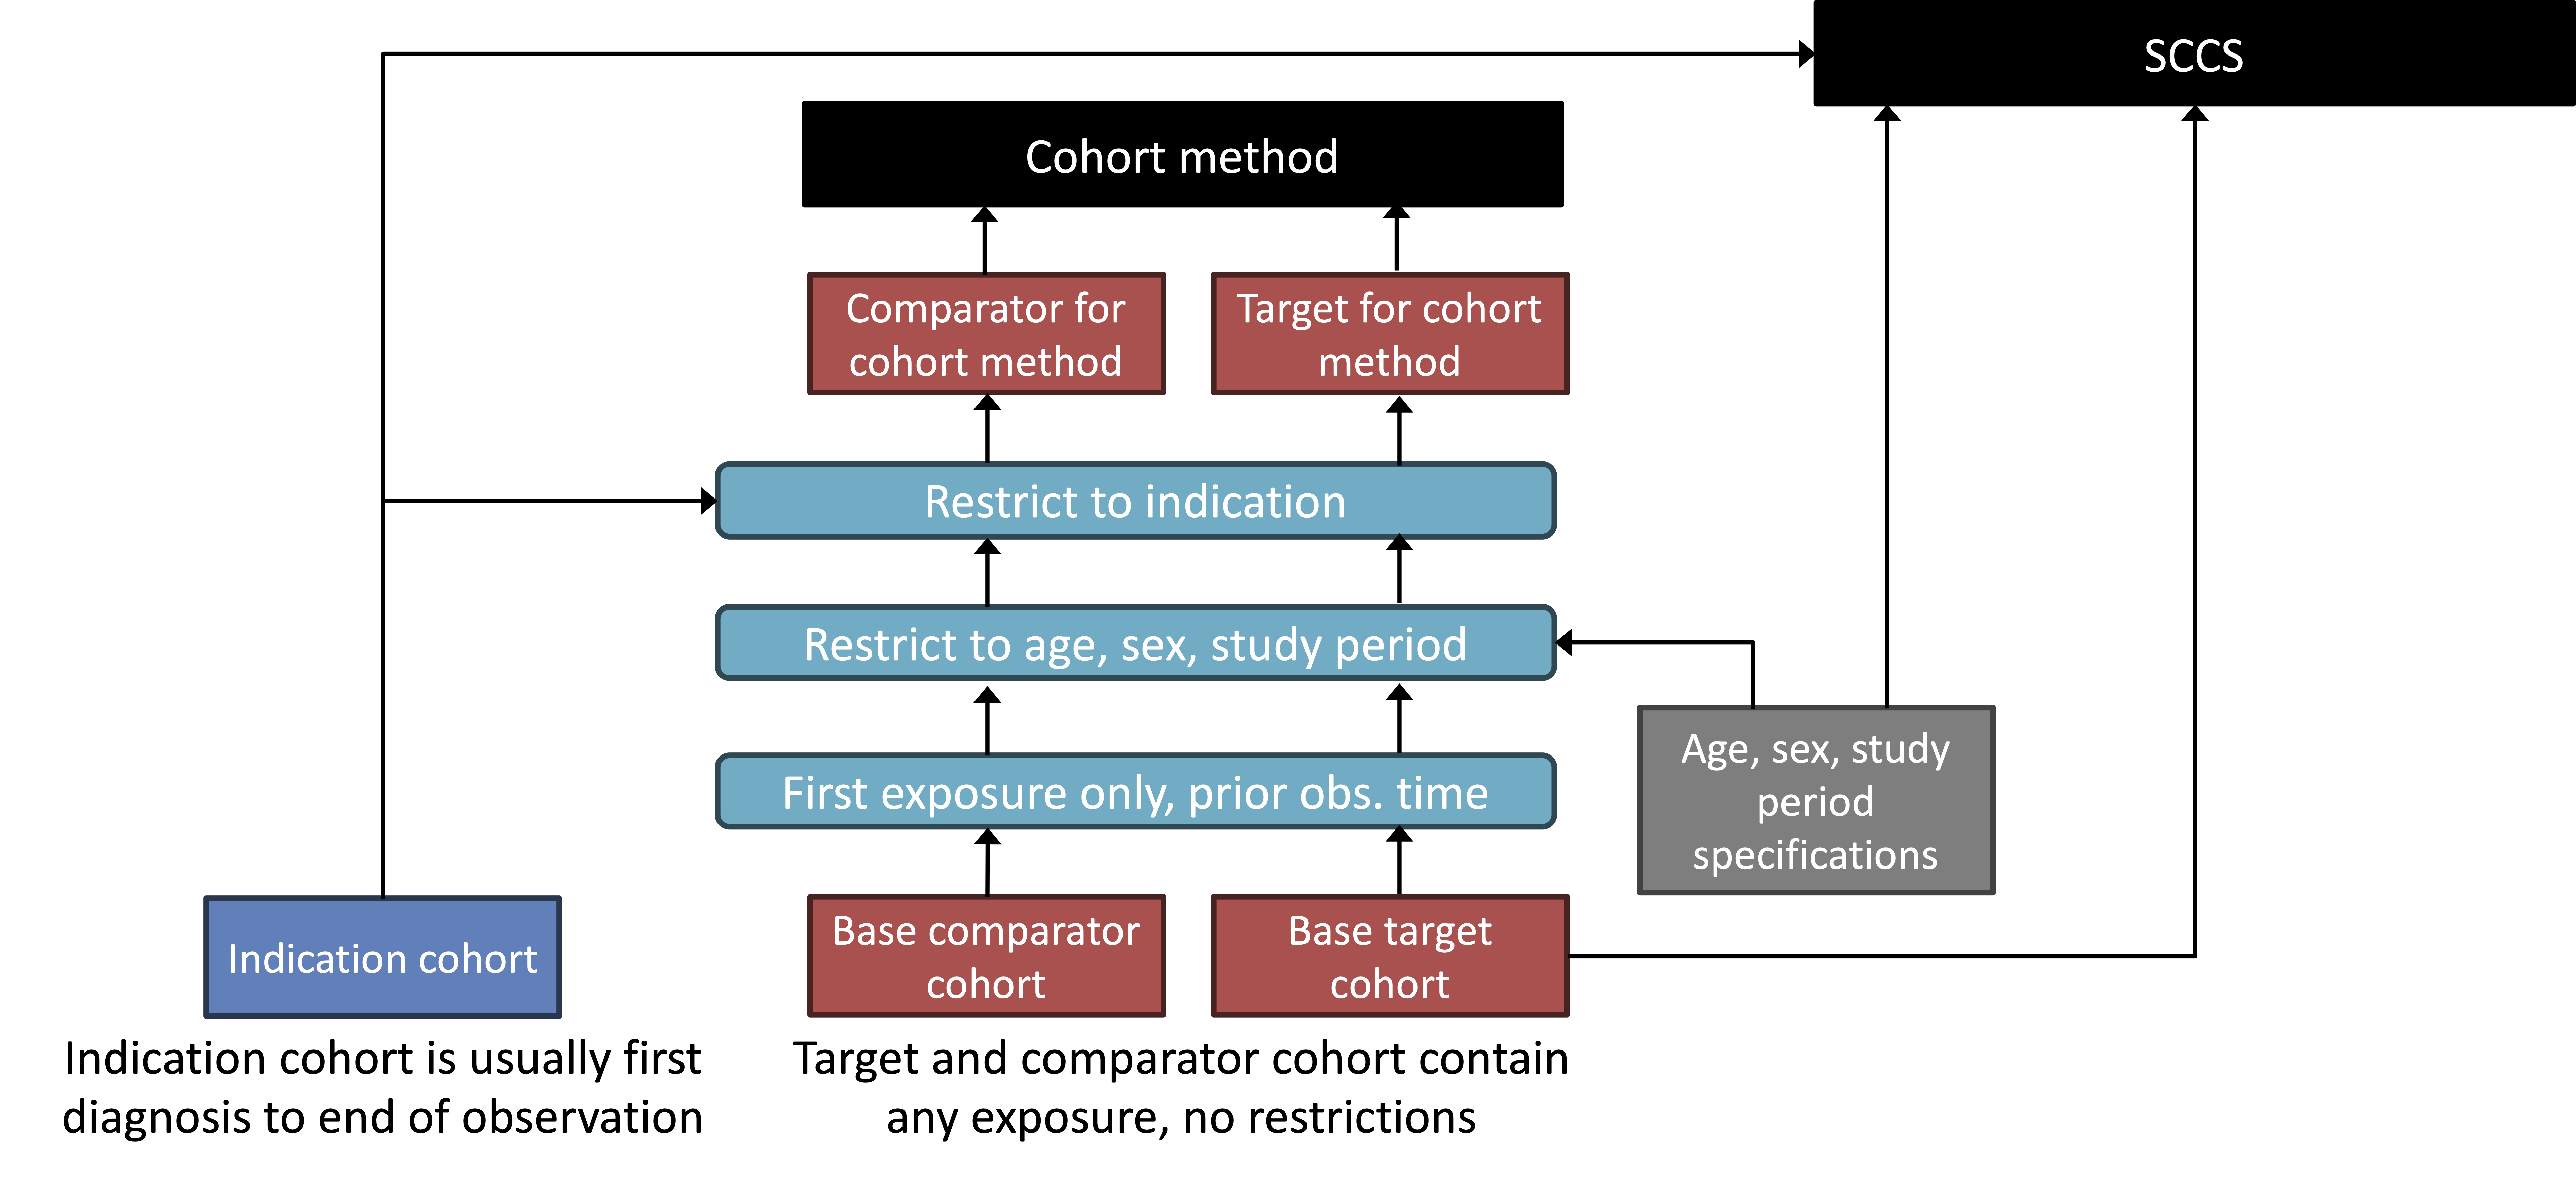 SCCS
Cohort method
Comparator for
cohort method
Target for cohort
method
Restrict to indication
Restrict to age, sex, study period
First exposure only, prior obs. time
Age, sex, study
period
specifications
Indication cohort
Base comparator
cohort
Base target
cohort
Indication cohort is usually first
diagnosis to end of observation
Target and comparator cohort contain
any exposure, no restrictions